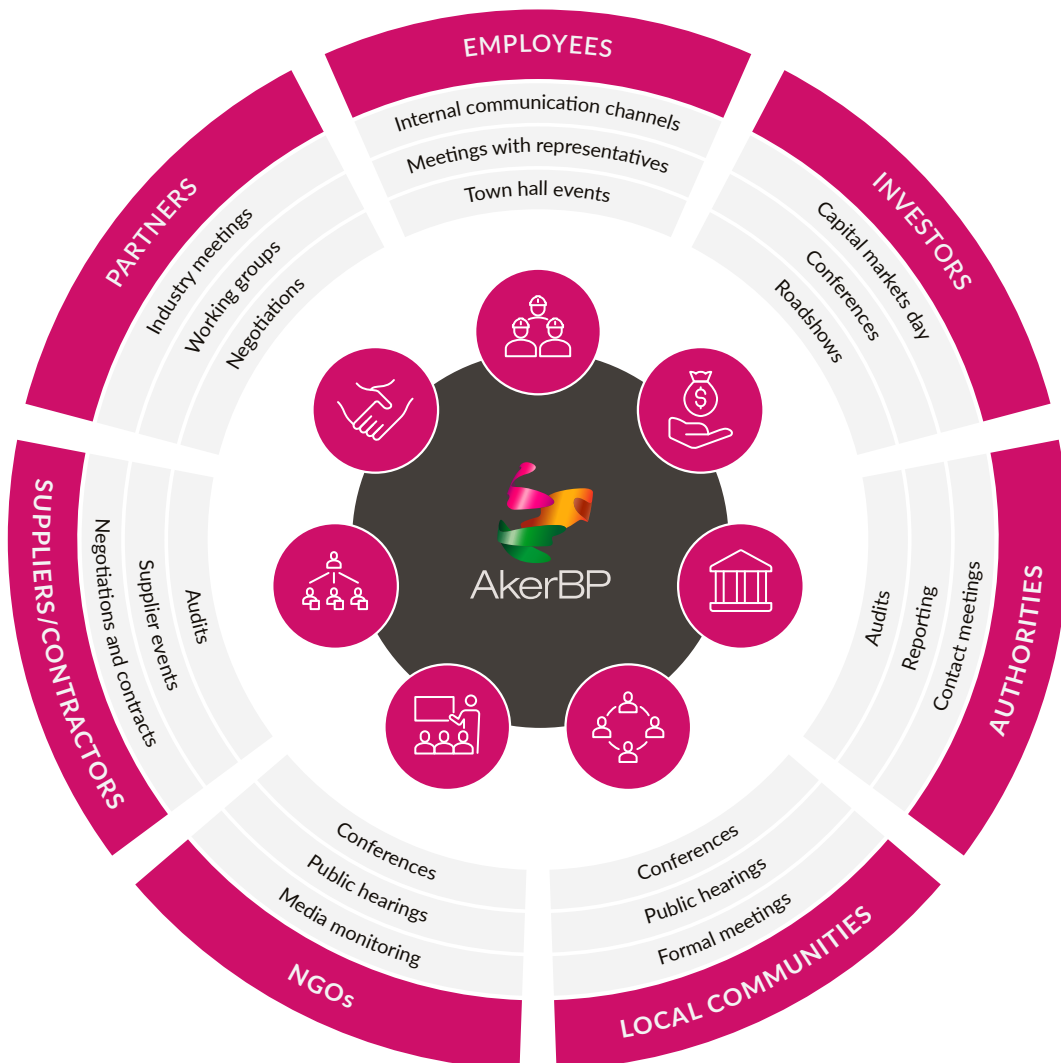 EMPLOYEES
Internal communication channels
Meetings with representatives
Town hall events
INVESTORS
Capital markets day
Conferences
Roadshows
AUTHORITIES
Contact meetings
Reporting
Audits
LOCAL COMMUNITIES
Formal meetings
Public hearings
Conferences
NGOs
Media monitoring
Public hearings
Conferences
SUPPLIERS/CONTRACTORS
Negotiations and contracts
Supplier events
Audits
PARTNERS
Industry meetings
Working groups
Negotiations
$
AkerBP